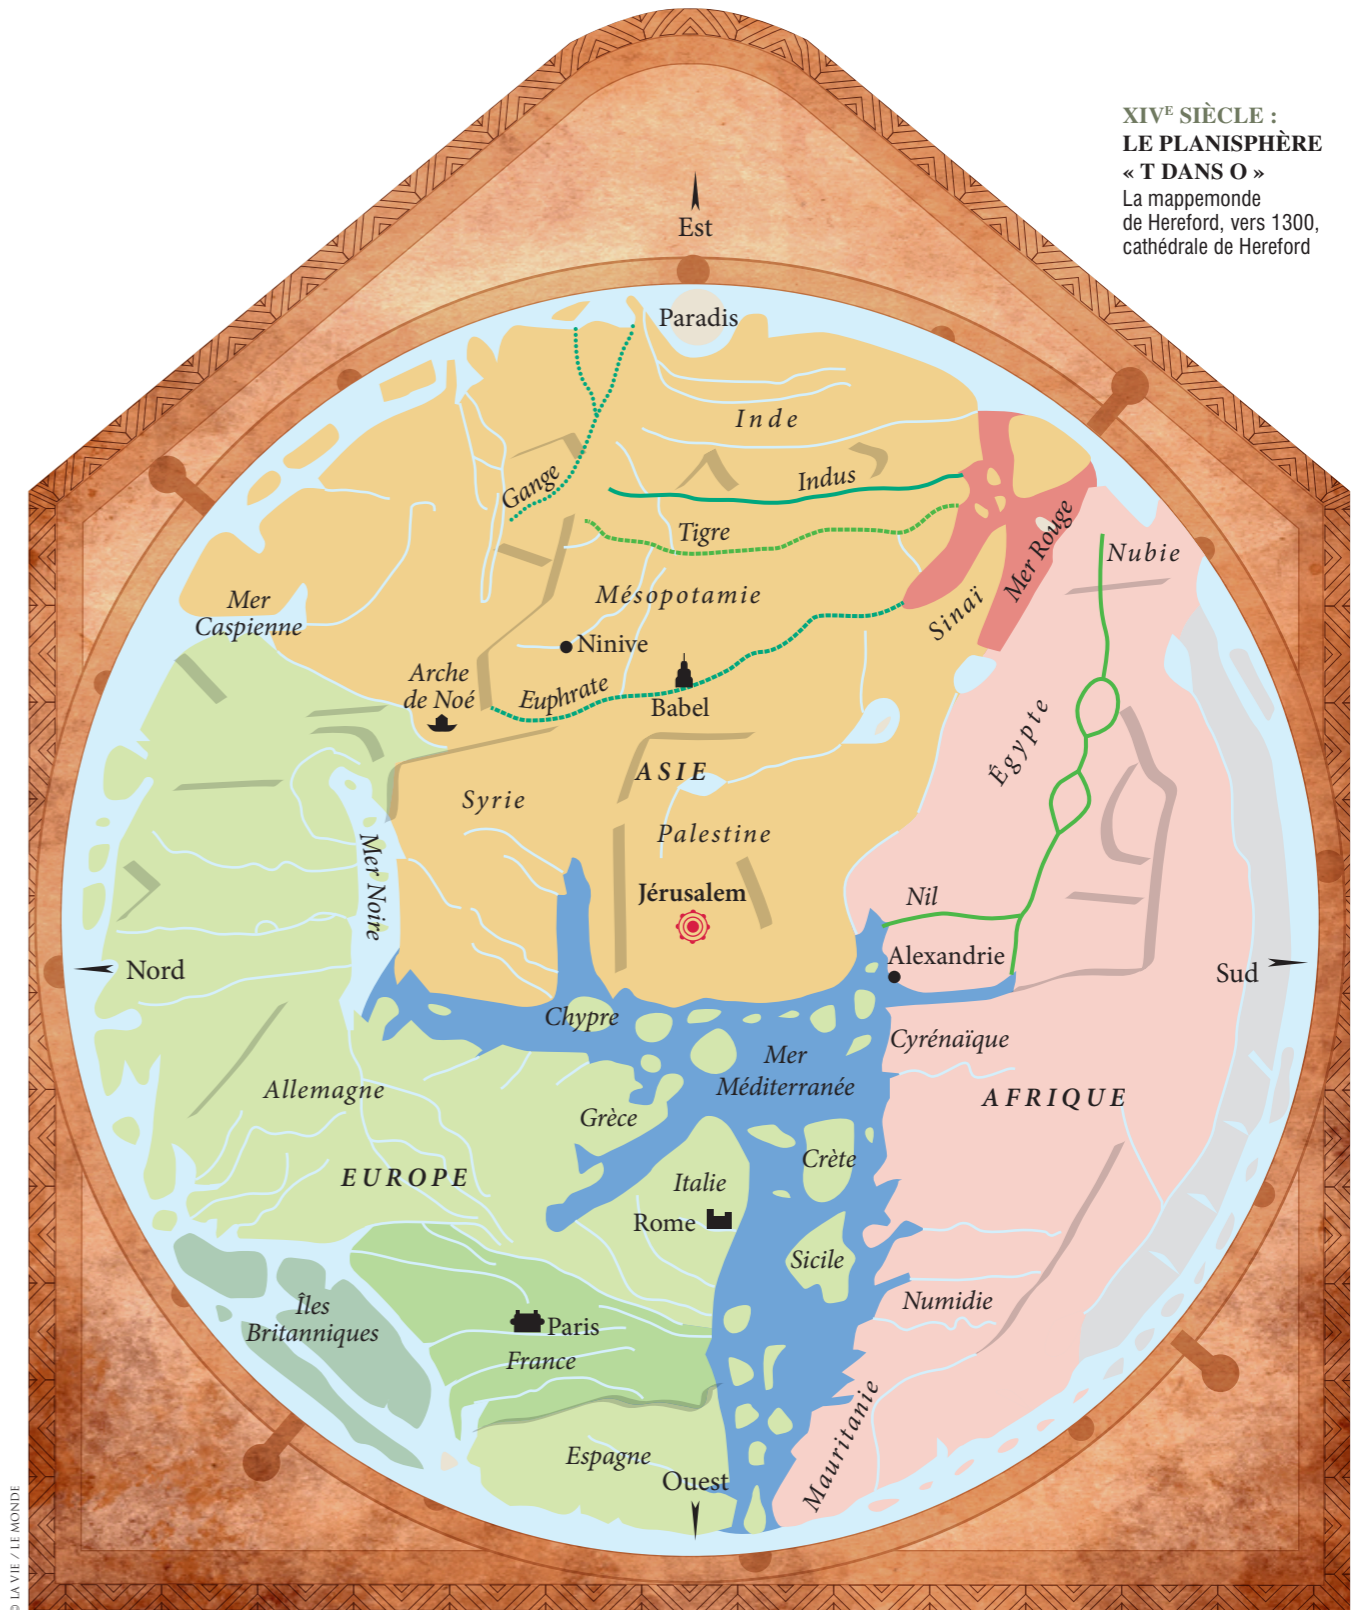 XIVE SIÈCLE :
LE PLANISPHÈRE
« T DANS O »
La mappemonde
de Hereford, vers 1300,
cathédrale de Hereford
Est
Paradis
Inde
Gange
Indus
Tigre
Mer Rouge
Nubie
Mésopotamie
Mer
Caspienne
Sinaï
Ninive
Arche
de Noé
Euphrate
Babel
Égypte
ASIE
Syrie
Palestine
Mer Noire
Jérusalem
Nil
Alexandrie
Nord
Sud
Chypre
Cyrénaïque
Mer
Méditerranée
Allemagne
AFRIQUE
Grèce
Crète
EUROPE
Italie
Rome
Sicile
Îles
Britanniques
Numidie
Paris
France
Mauritanie
Espagne
Ouest
© LA VIE / LE MONDE